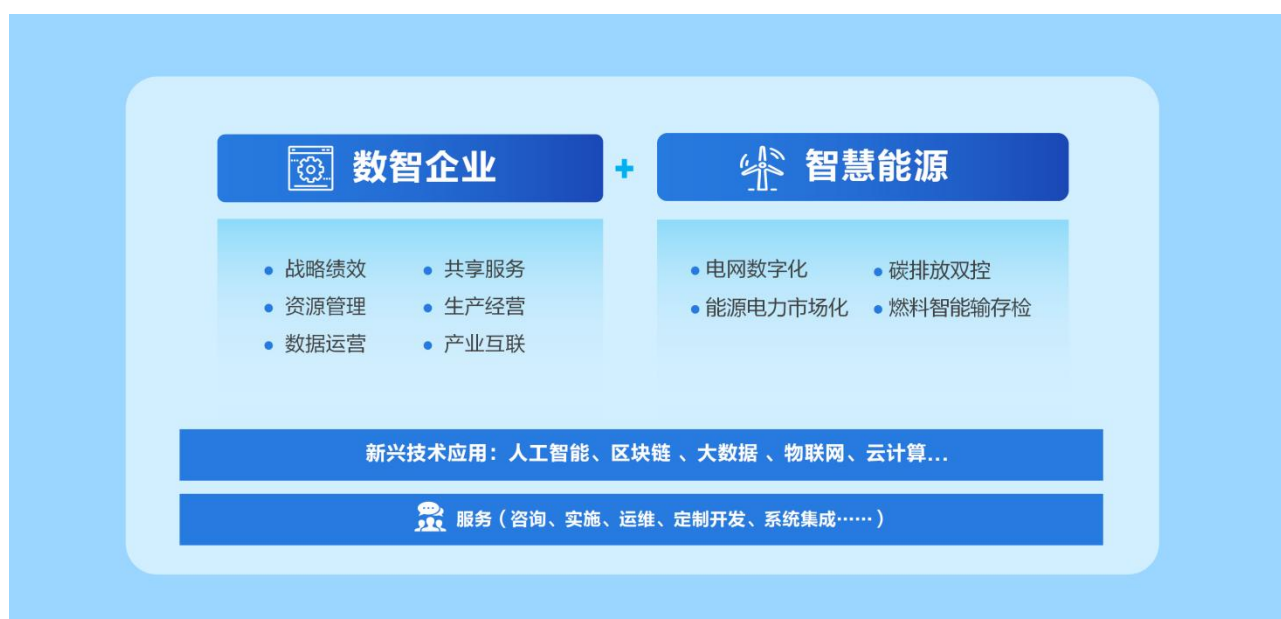 数智企业
+
智慧能源
战略绩效
共享服务
资源管理
生产经营
数据运营
产业互联
电网数字化
碳排放双控
能源电力市场化
燃料智能输存检
新兴技术应用：人工智能、区块链 、大数据 、物联网、云计算...
服务（咨询、实施、运维、定制开发、系统集成……）